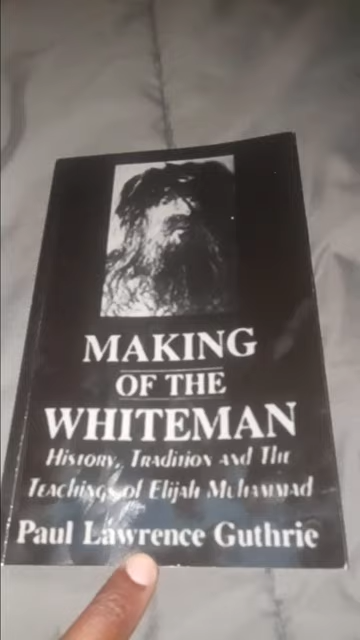 MAKING
OF THE
WHITEMAN
History, Tradition and The
Teachings of Elijah Muhammad
Paul Lawrence Guthrie